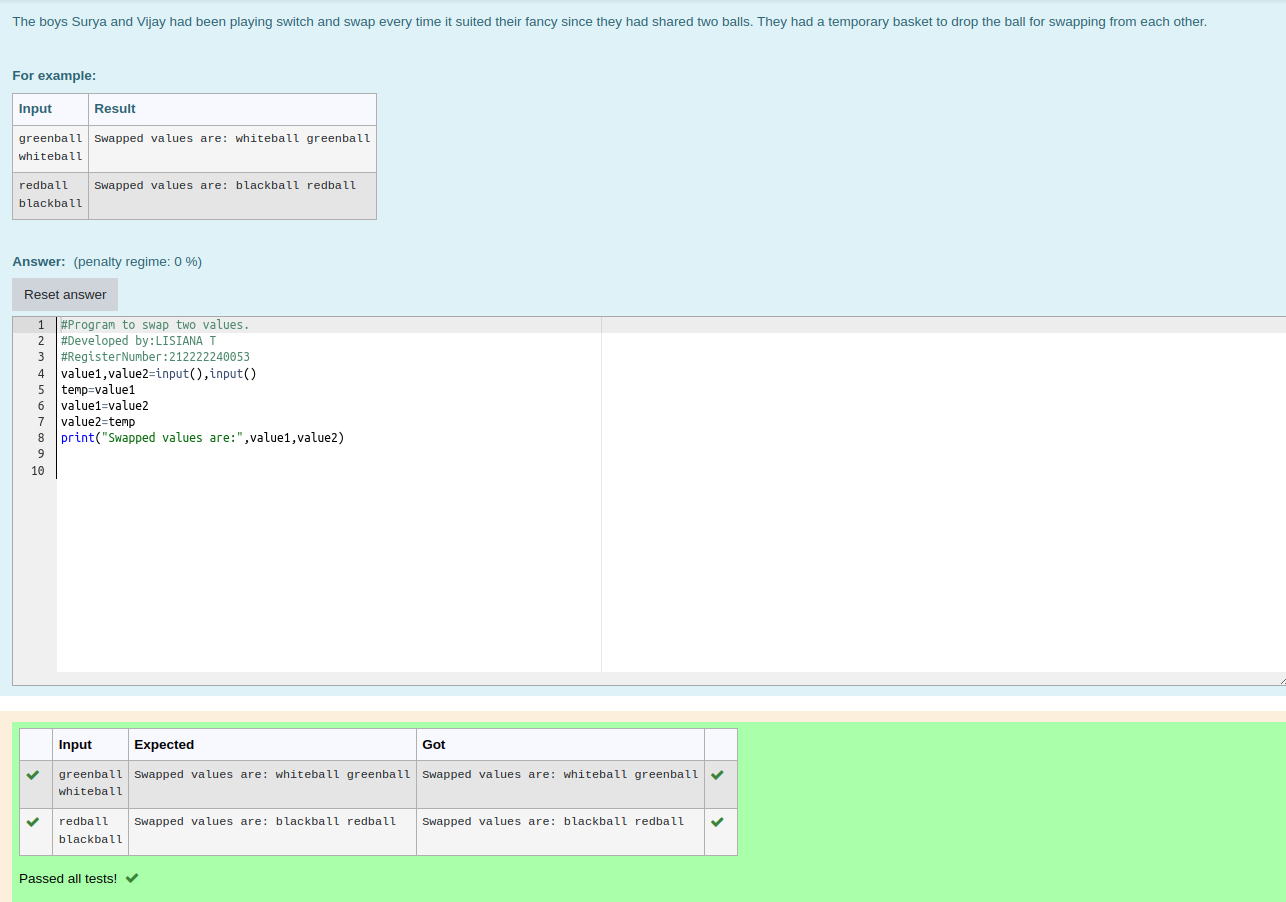 The boys Surya and Vijay had been playing switch and swap every time it suited their fancy since they had shared two balls. They had a temporary basket to drop the ball for swapping from each other.
For example:
Input Result
greenball Swapped values are: whiteball greenball
whiteball
redball Swapped values are: blackball redball
blackball
Answer: (penalty regime: 0 %)
Reset answer
1 #Program to swap two values.
2 #Developed by:LISIANA T
3 #RegisterNumber:212222240053
4 value1,value2=input(),input()
5 temp=value1
6 value1=value2
7 value2=temp
8 print("Swapped values are:",value1,value2)
9
10
Input Expected Got
greenball Swapped values are: whiteball greenball Swapped values are: whiteball greenball
whiteball
redball Swapped values are: blackball redball Swapped values are: blackball redball
blackball
Passed all tests!